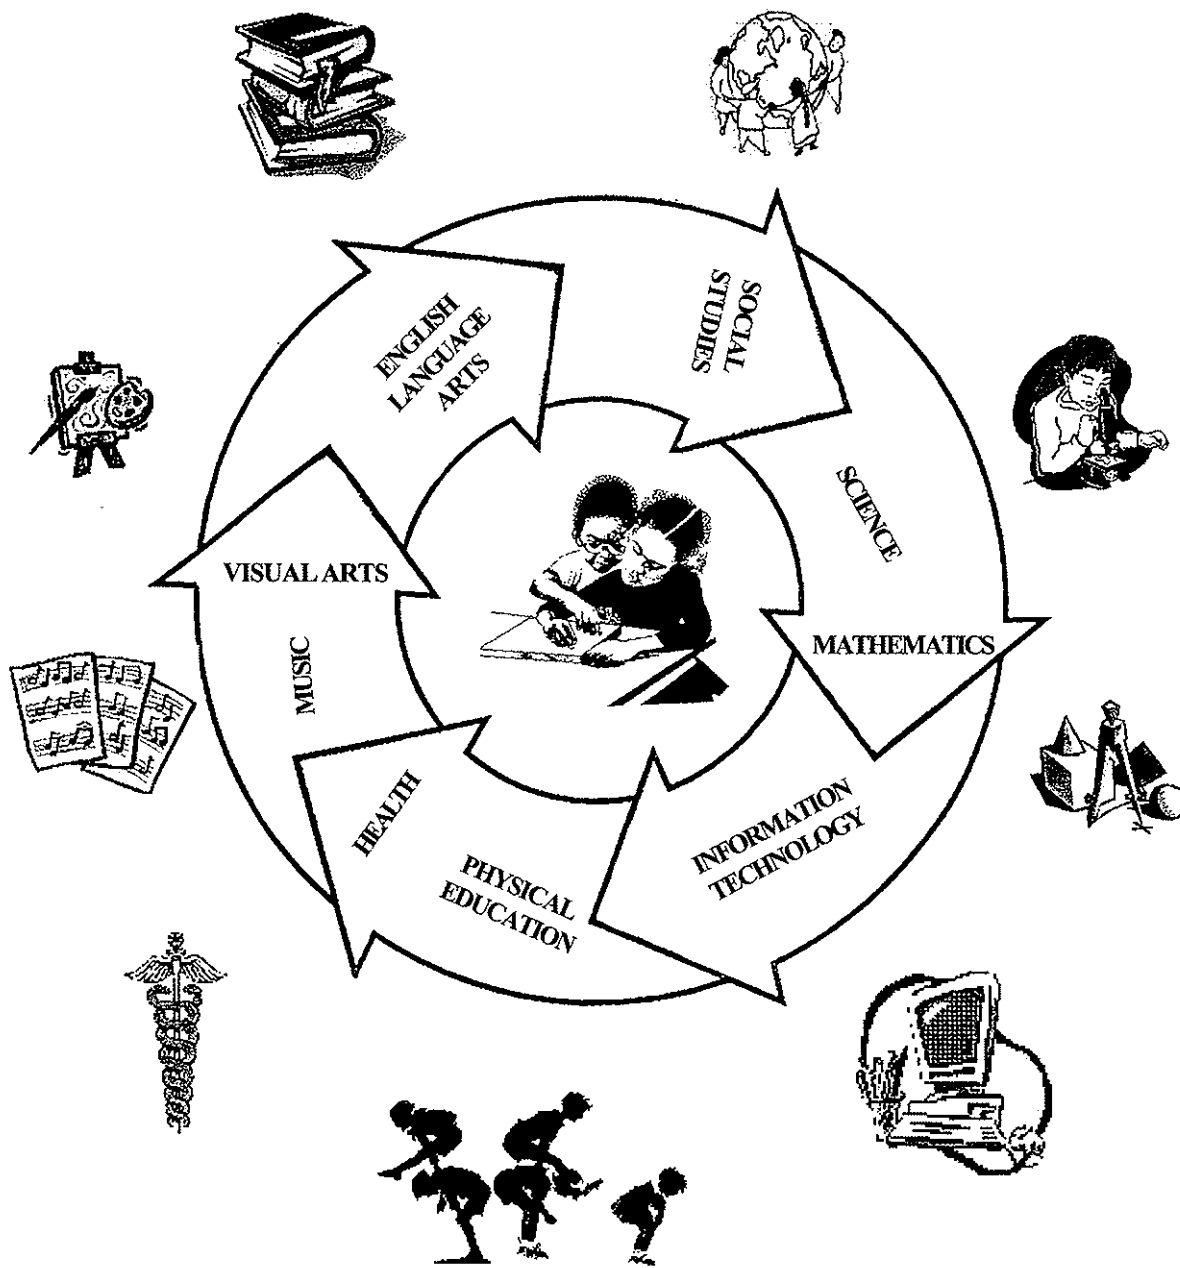 ENGLISH
LANGUAGE
ARTS
SOCIAL
STUDIES
SCIENCE
MATHEMATICS
INFORMATION
TECHNOLOGY
PHYSICAL
EDUCATION
HEALTH
MUSIC
VISUAL ARTS